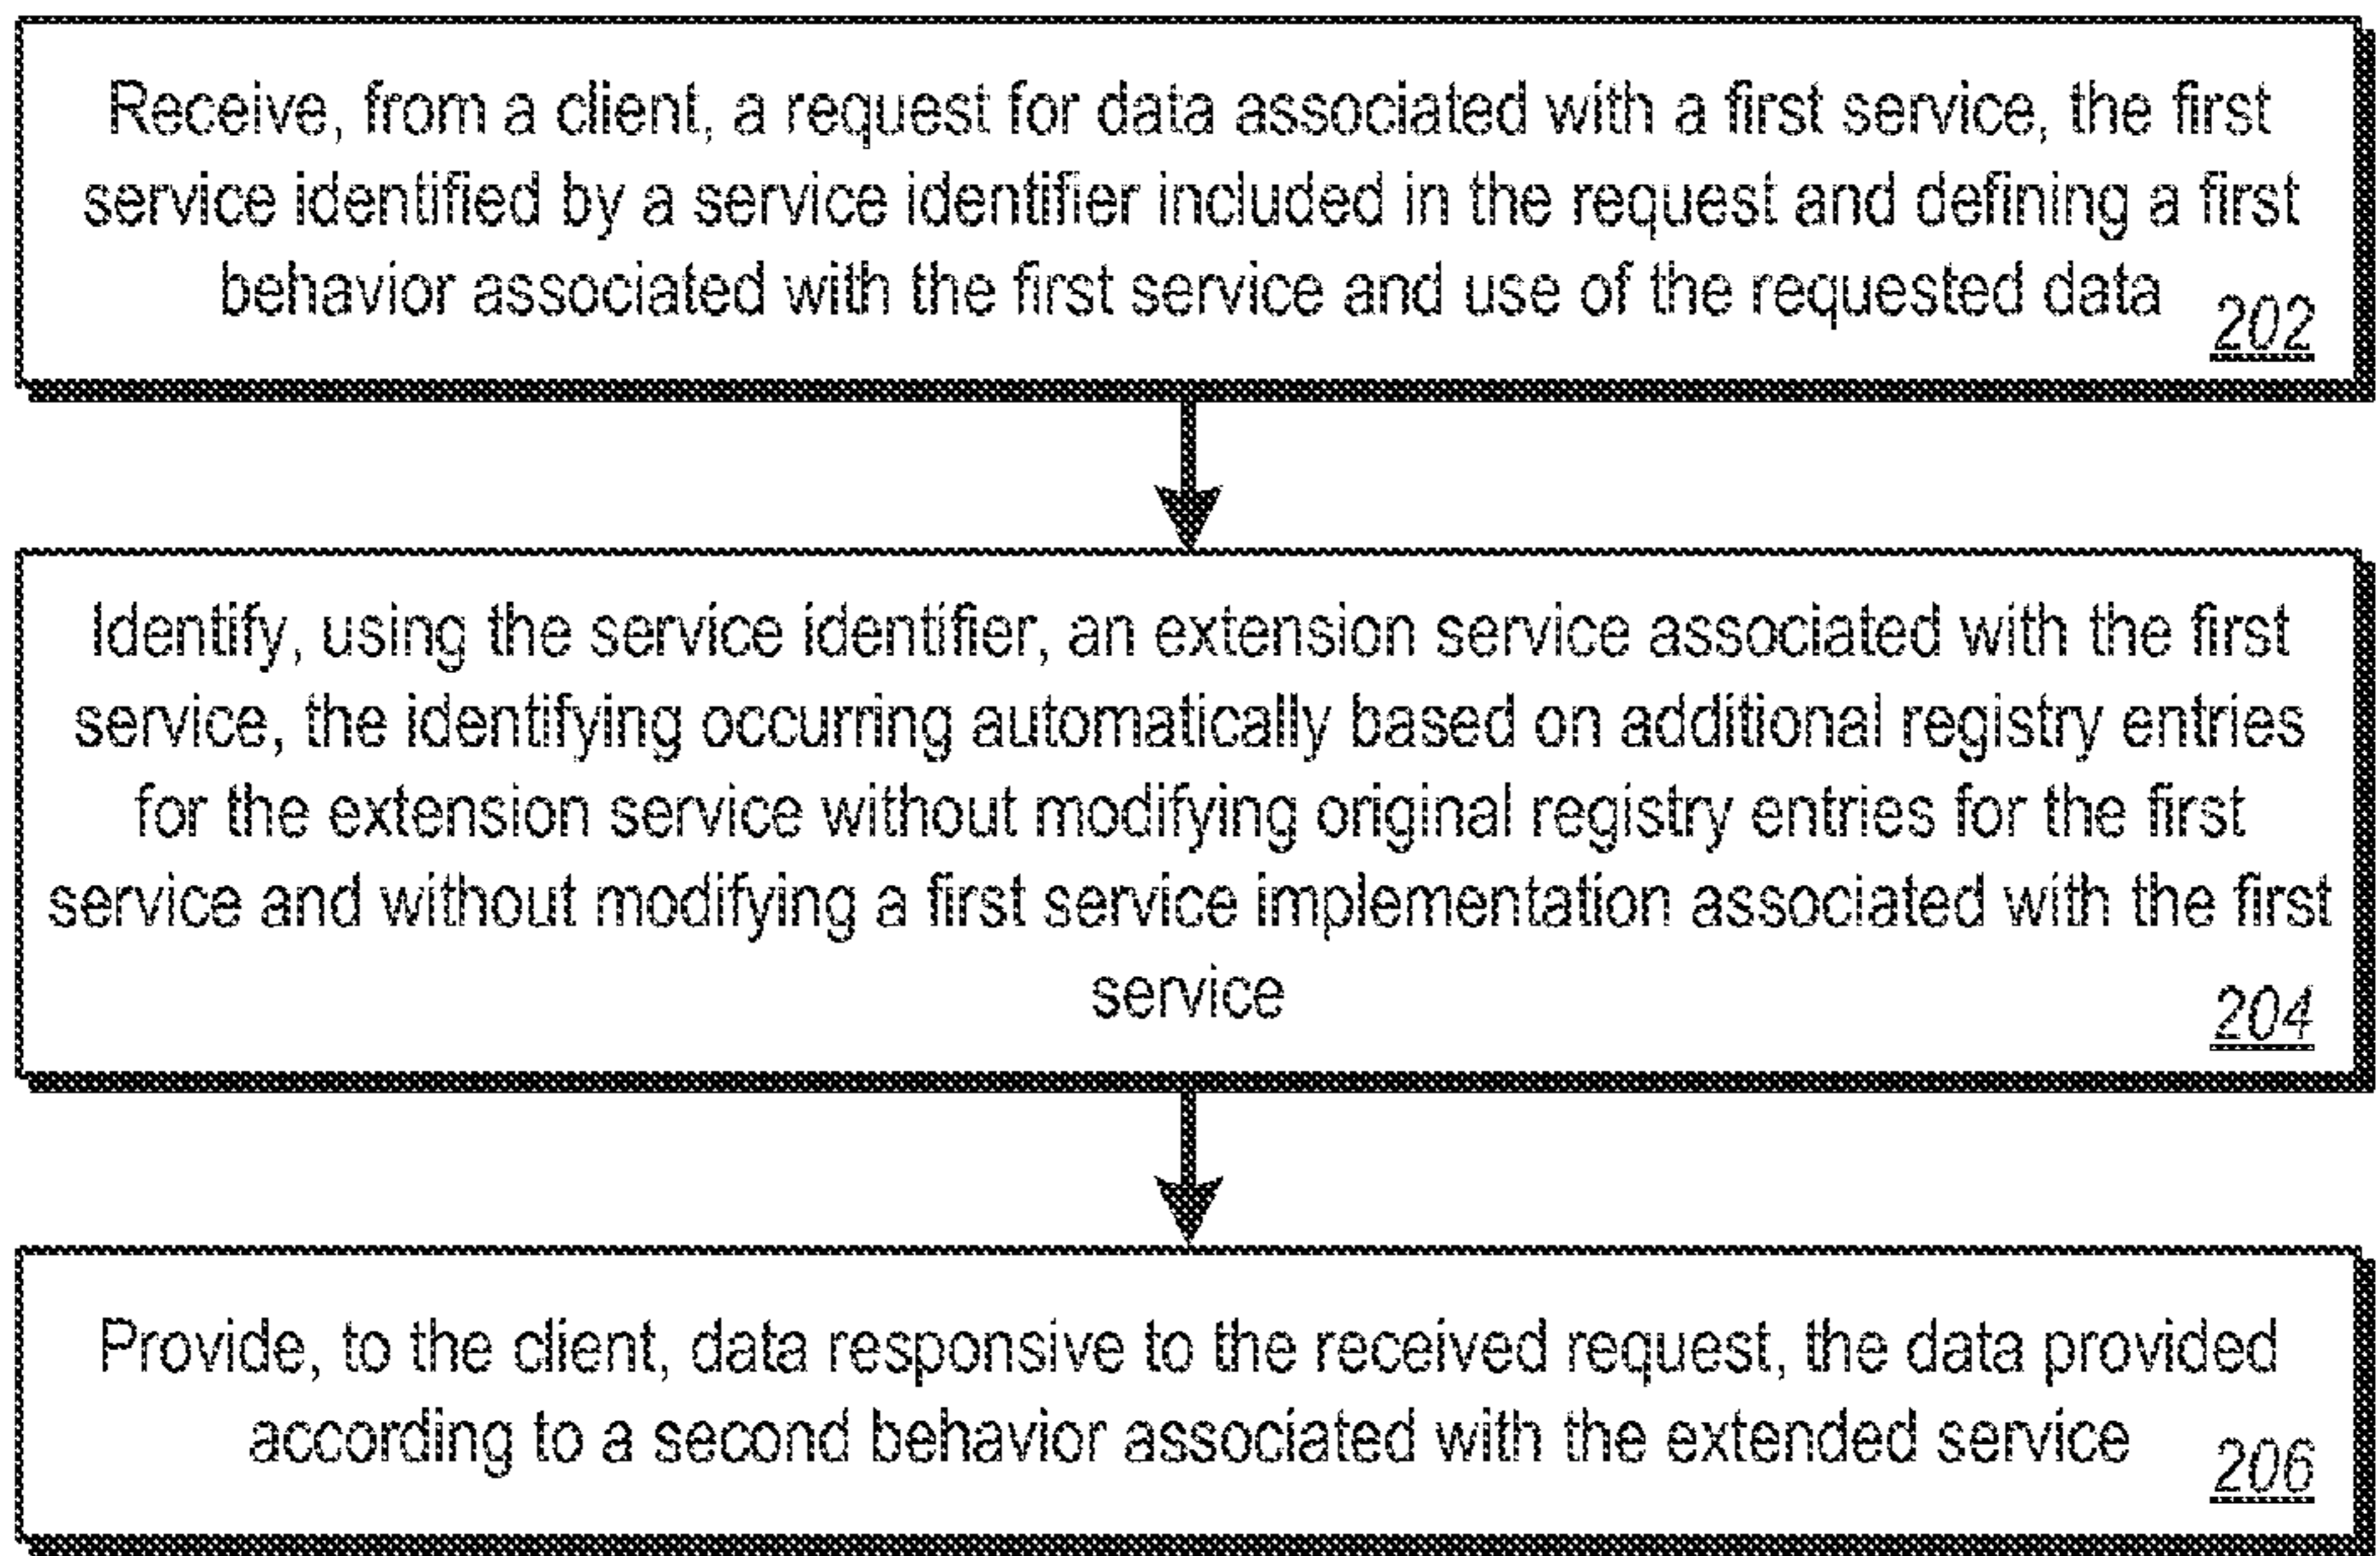 Receive, from a client, a request for data associated with a first service, the first
service identified by a service identifier included in the request and defining a first
behavior associated with the first service and use of the requested data
202
Identify, using the service identifier, an extension service associated with the first
service, the identifying occurring automatically based on additional registry entries
for the extension service without modifying original registry entries for the first
service and without modifying a first service implementation associated with the first
service
204
Provide, to the client, data responsive to the received request, the data provided
according to a second behavior associated with the extended service
206